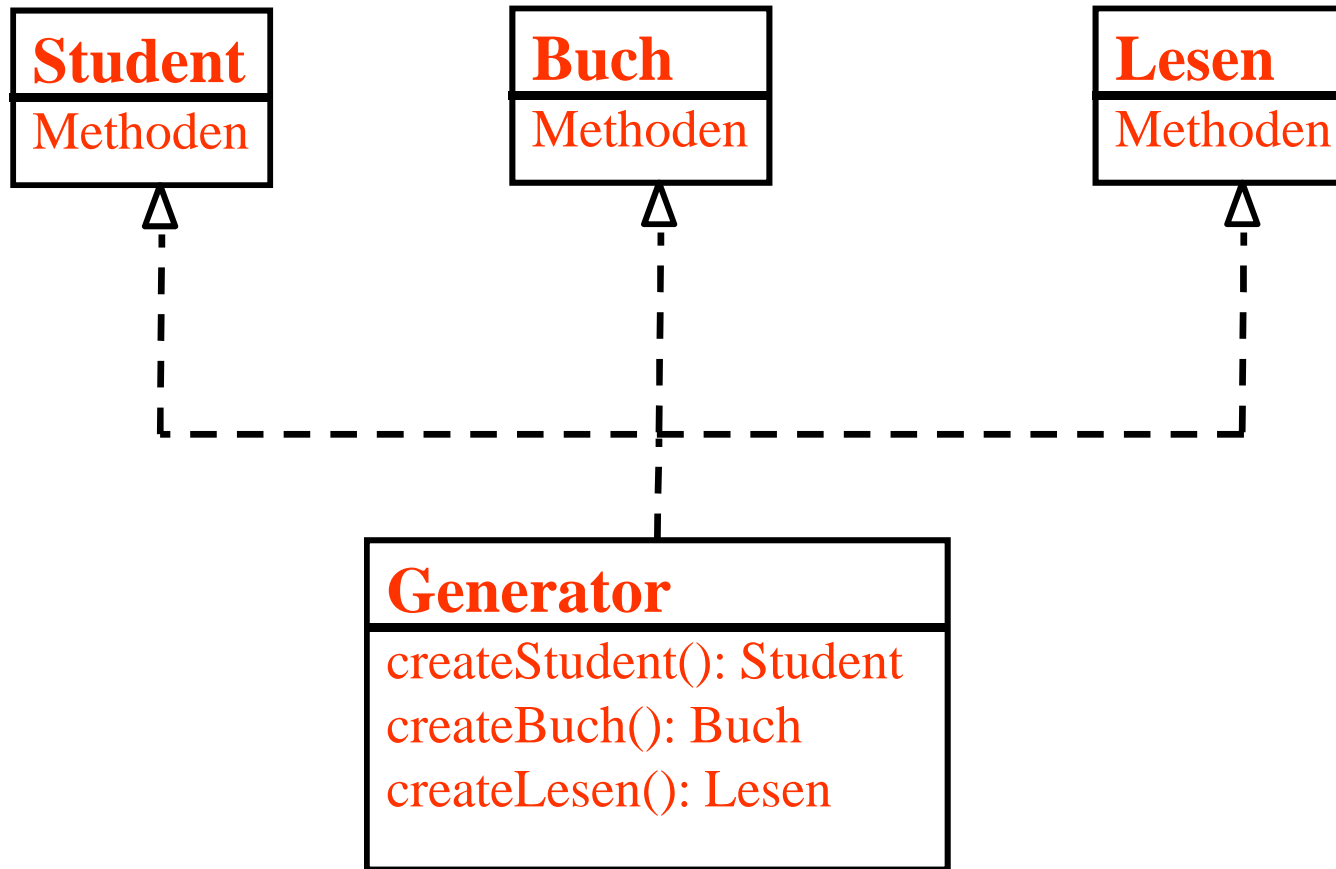 Student
Methoden
Buch
Methoden
Lesen
Methoden
Generator
createStudent(): Student
createBuch(): Buch
createLesen(): Lesen